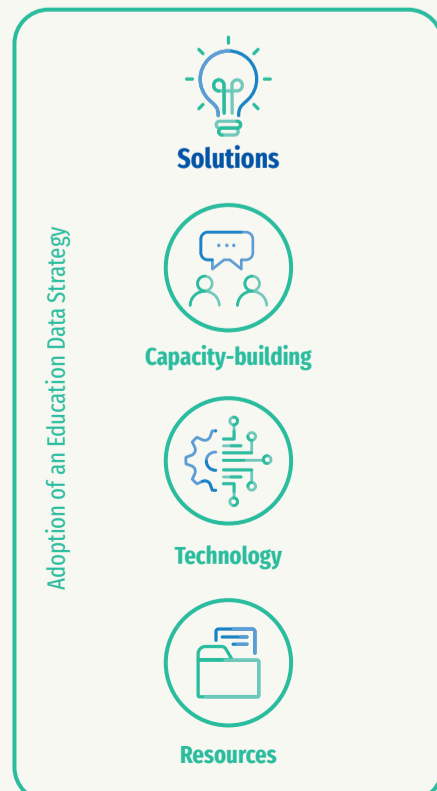 Solutions
Adoption of an Education Data Strategy
Capacity-building
Technology
Resources